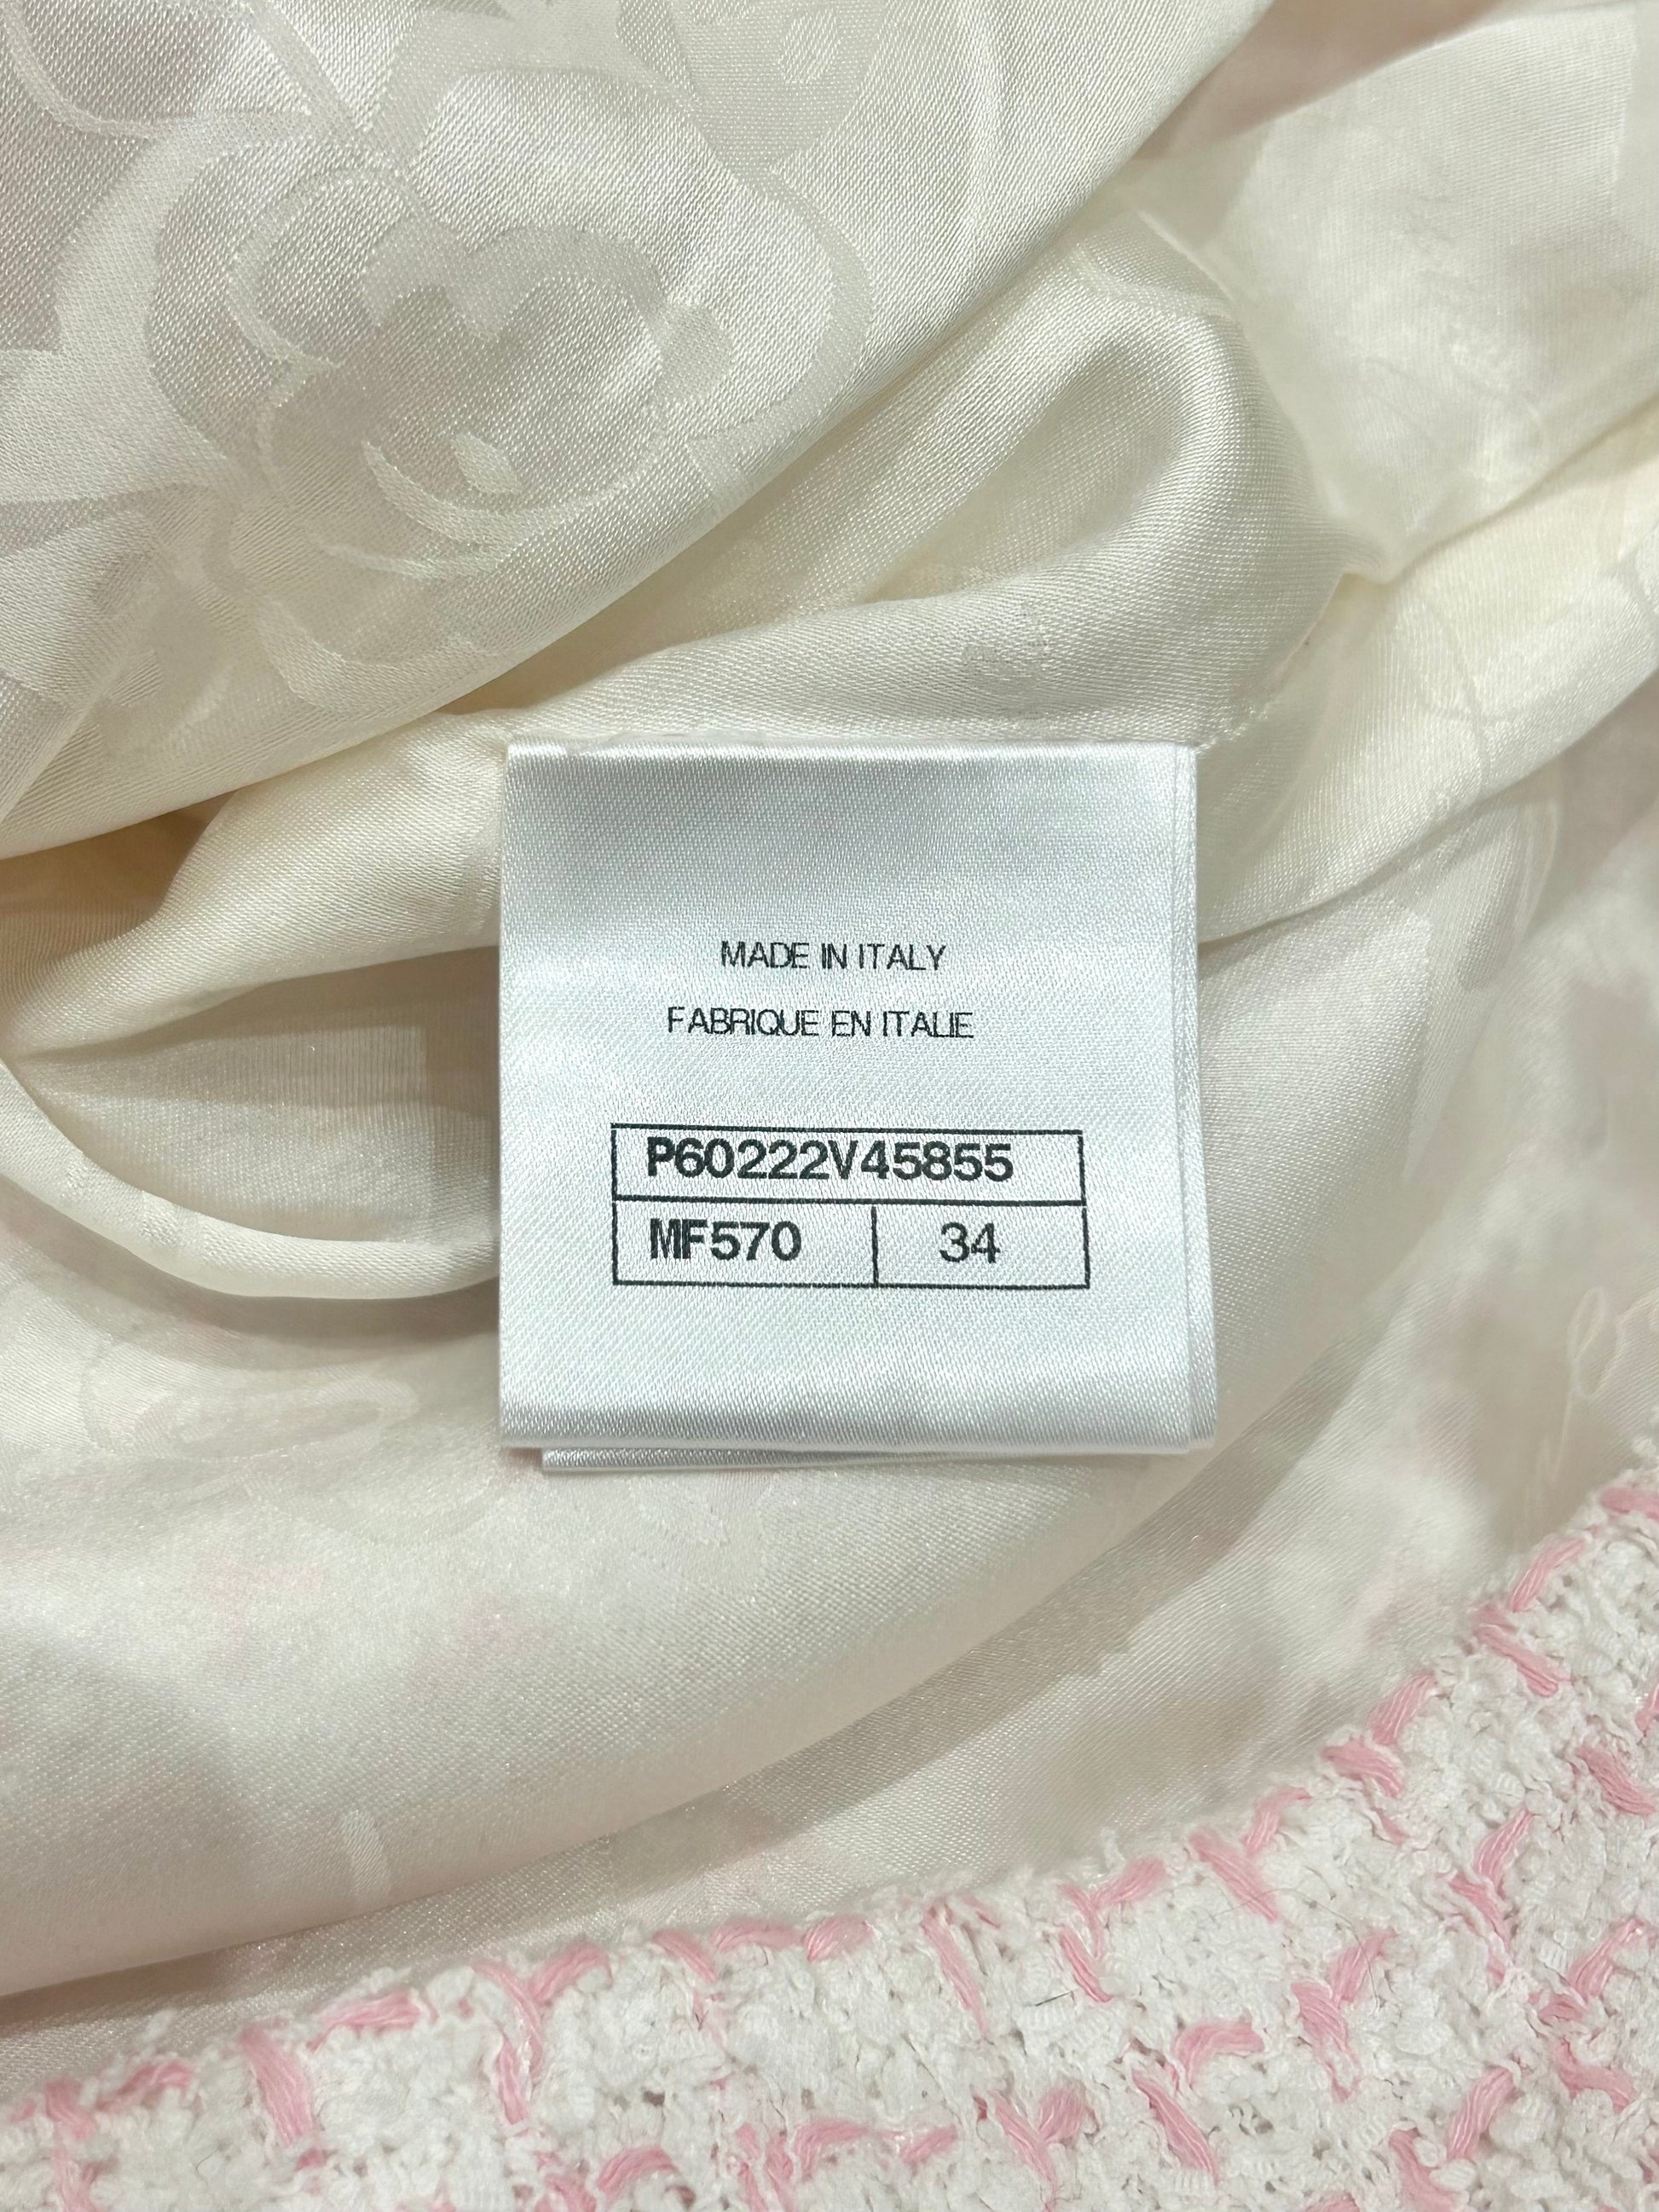 MADE IN ITALY
FABRIQUE EN ITALIE
P60222V45855
MF570 34